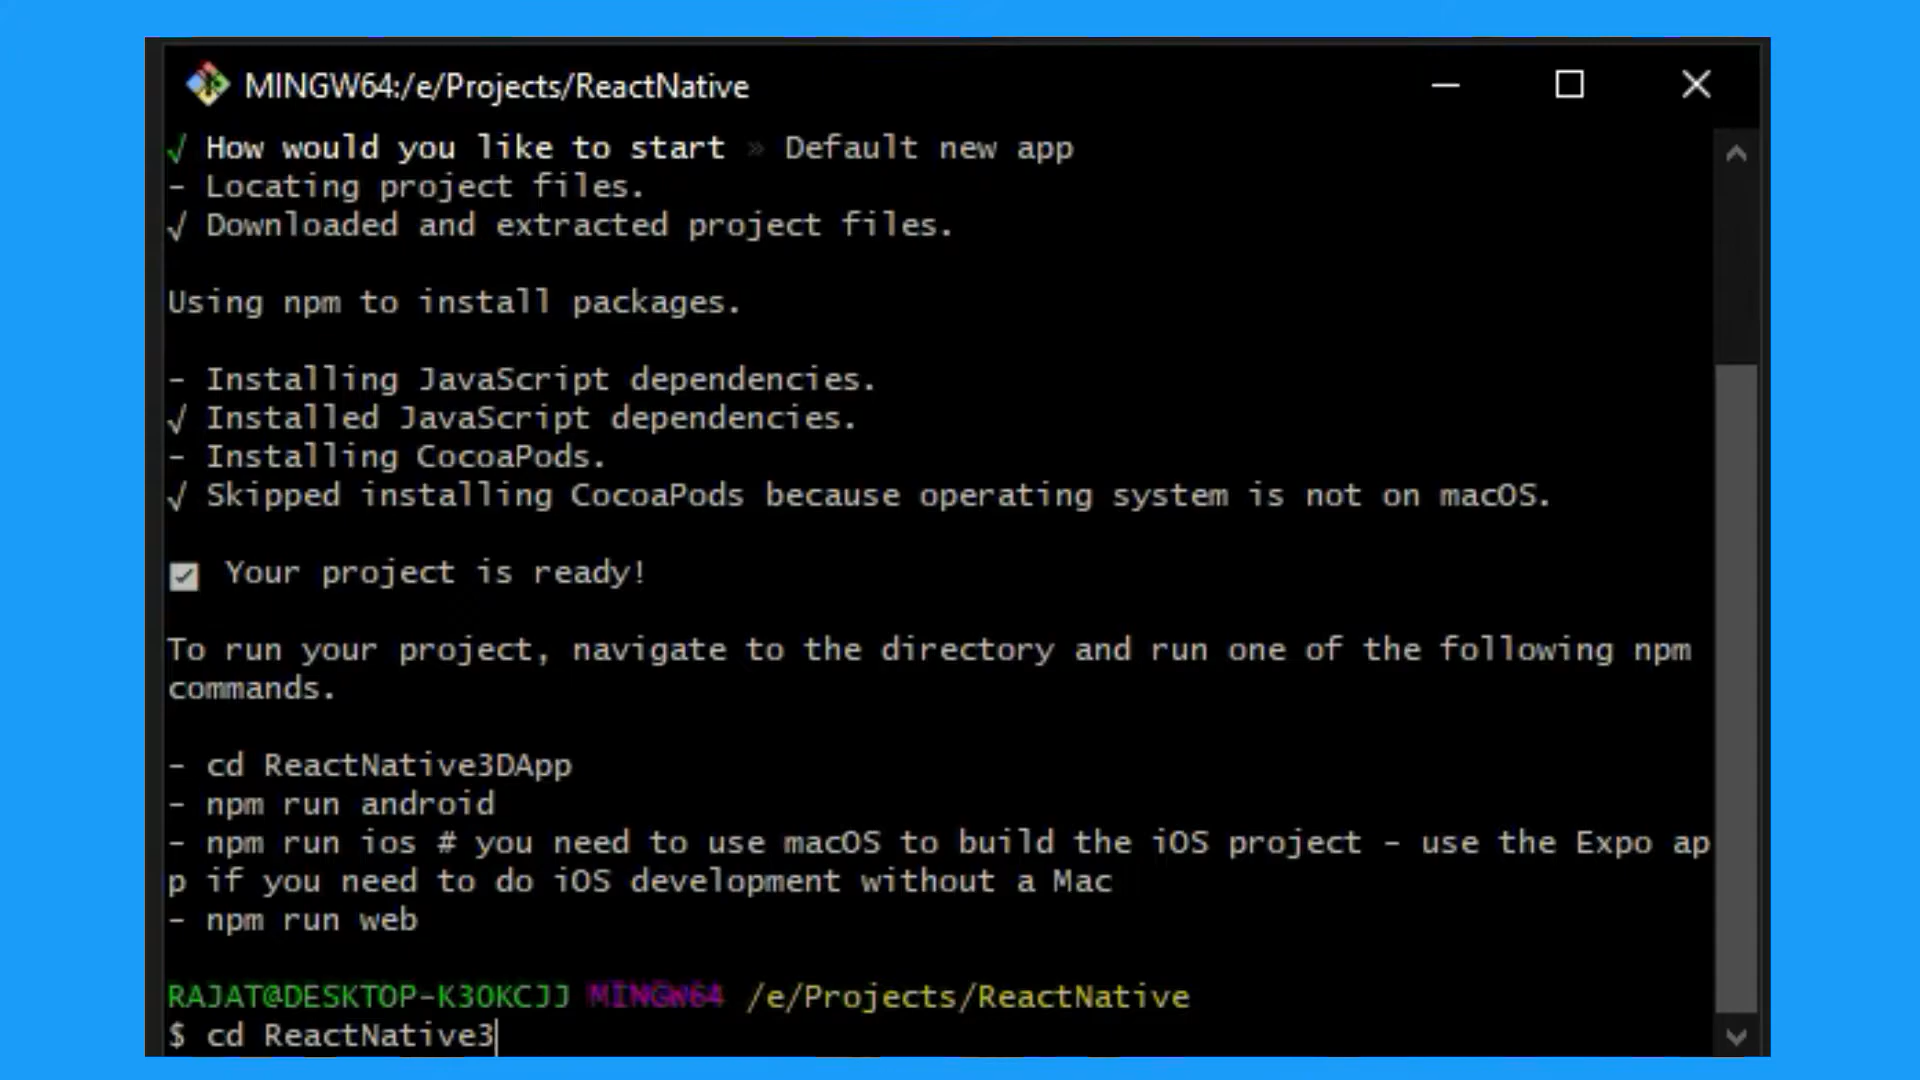 MINGW64:/e/Projects/ReactNative
√ How would you like to start » Default new app
- Locating project files.
√ Downloaded and extracted project files.
Using npm to install packages.
- Installing JavaScript dependencies.
√ Installed JavaScript dependencies.
- Installing CocoaPods.
√ Skipped installing CocoaPods because operating system is not on macOS.
☑ Your project is ready!
To run your project, navigate to the directory and run one of the following npm
commands.
- cd ReactNative3DApp
- npm run android
- npm run ios # you need to use macOS to build the iOS project - use the Expo ap
p if you need to do iOS development without a Mac
- npm run web
RAJAT@DESKTOP-K3OKCJJ MINGW64 /e/Projects/ReactNative
$ cd ReactNative3